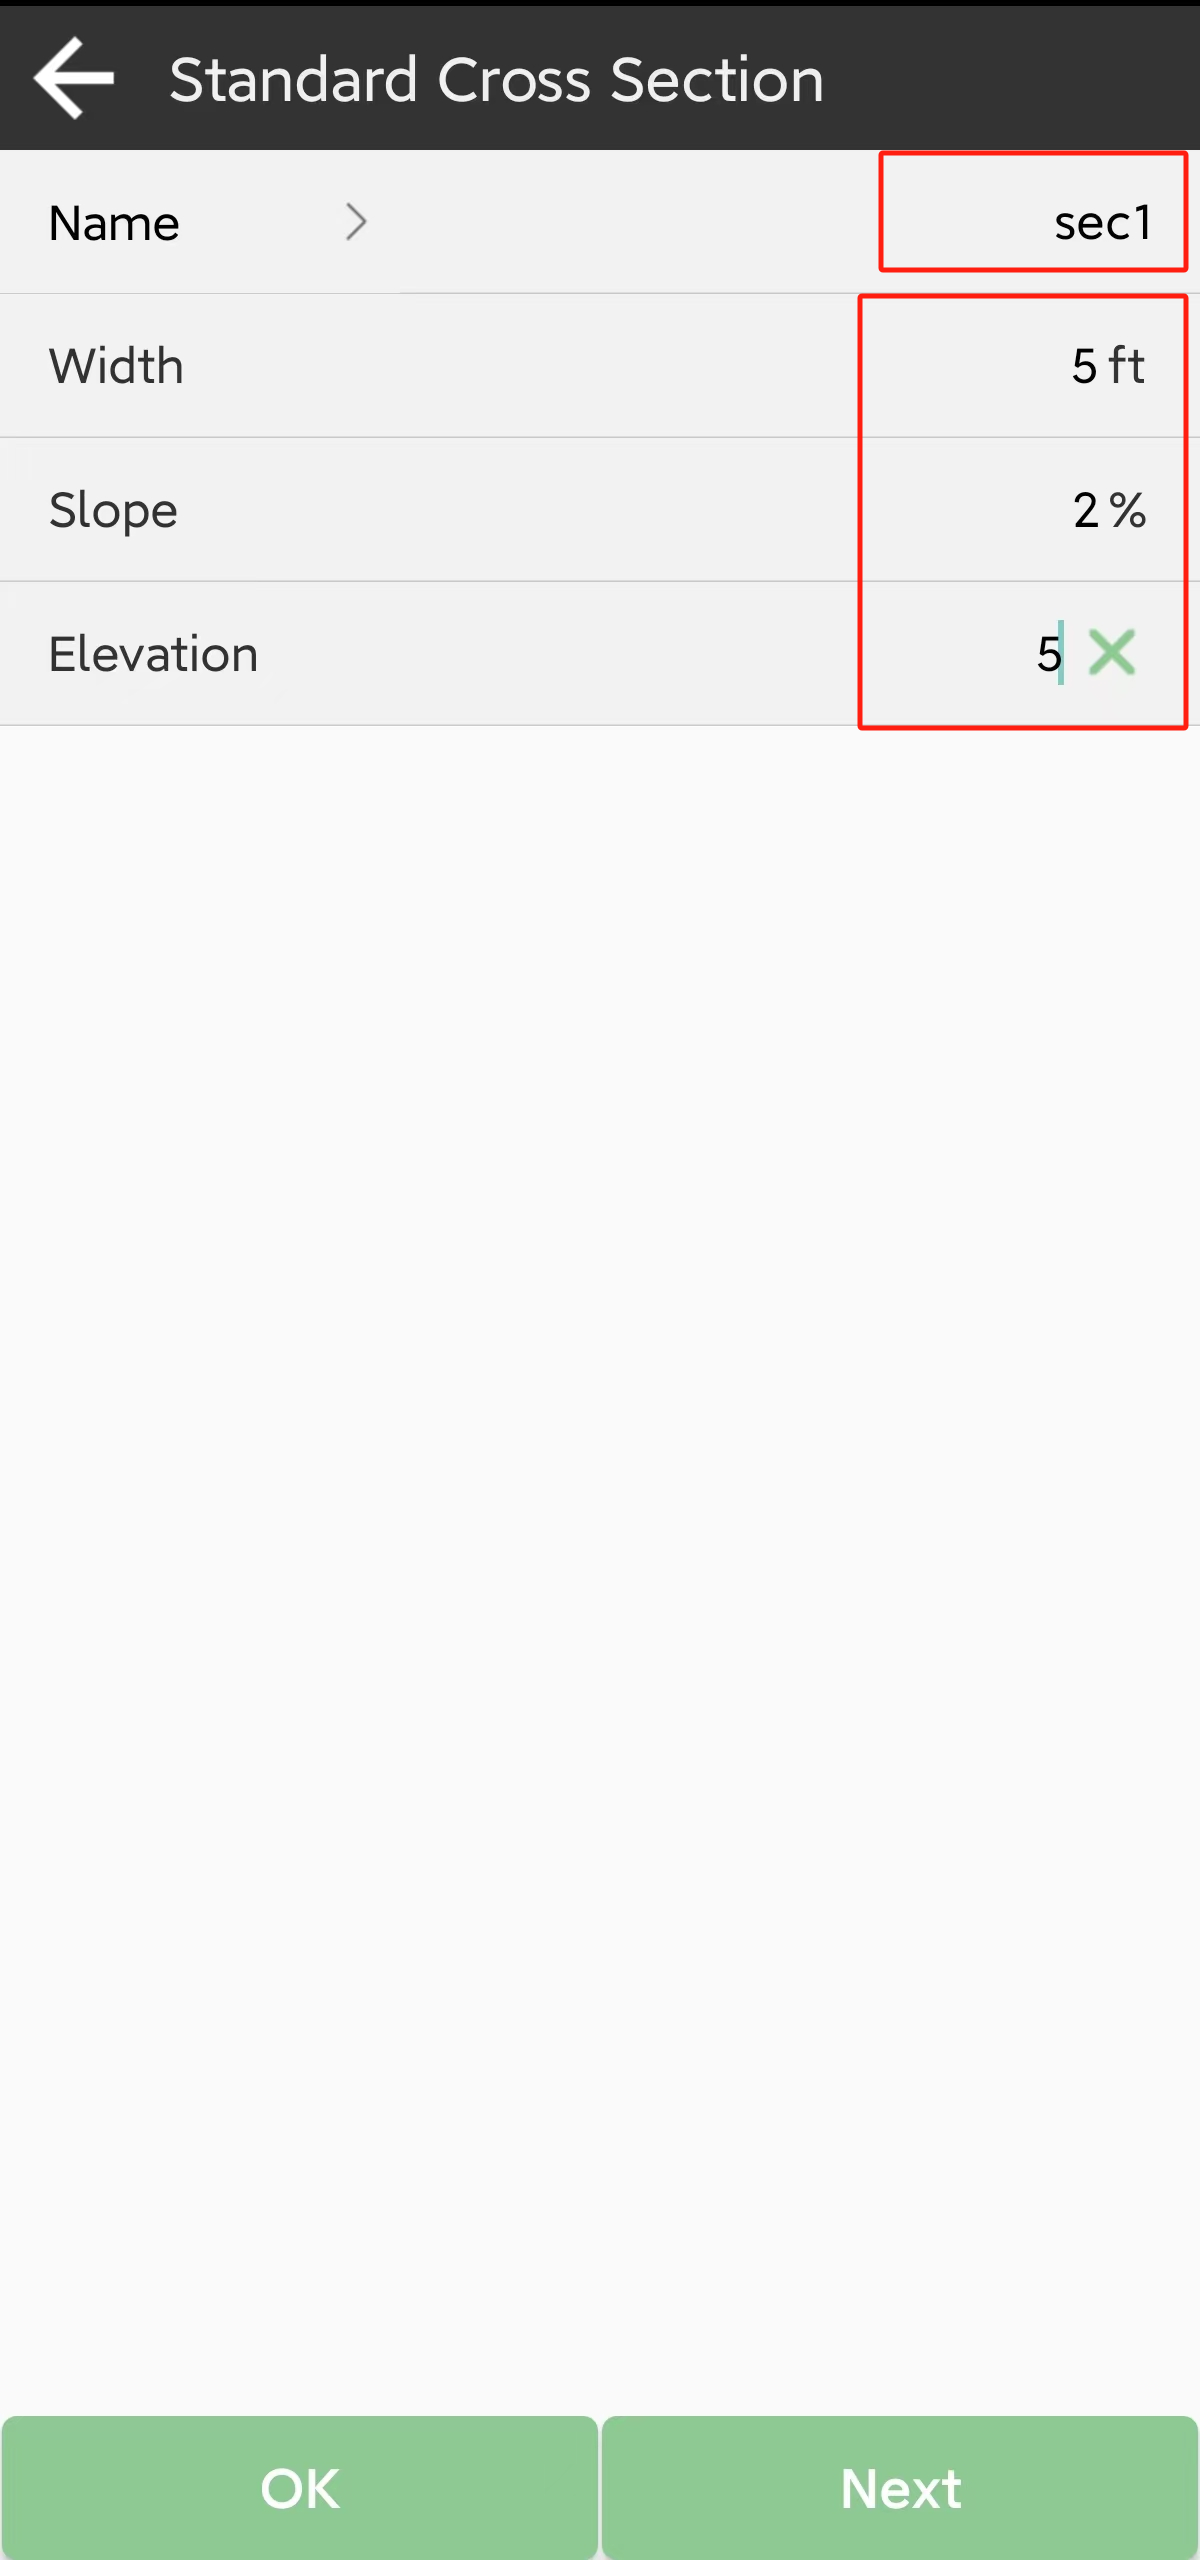 Standard Cross Section
Name sec1
Width 5 ft
Slope 2 %
Elevation 5
OK Next